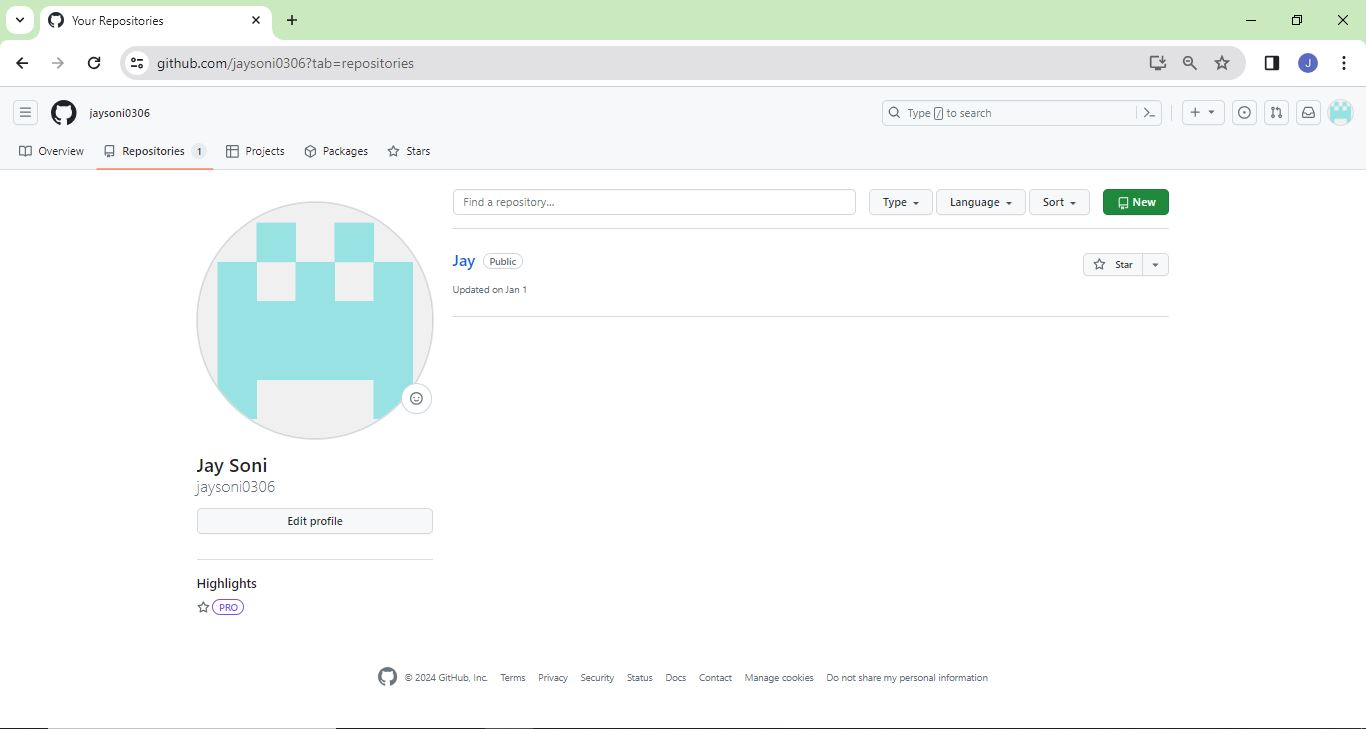 Your Repositories
github.com/jaysoni0306?tab=repositories
J
jaysoni0306
Type / to search
Overview
Repositories 1
Projects
Packages
Stars
Find a repository...
Type
Language
Sort
New
Jay Public
Star
Updated on Jan 1
Jay Soni
jaysoni0306
Edit profile
Highlights
PRO
© 2024 GitHub, Inc. Terms Privacy Security Status Docs Contact Manage cookies Do not share my personal information